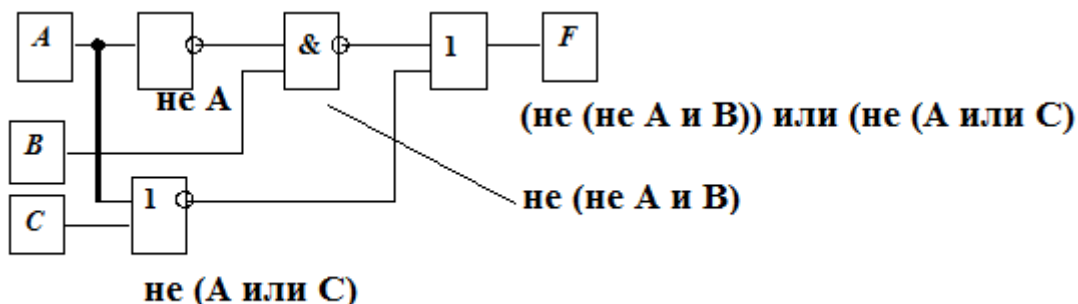 A
&
1
F
не А
(не (не А и В)) или (не (А или С)
B
1
не (не А и В)
C
не (А или С)